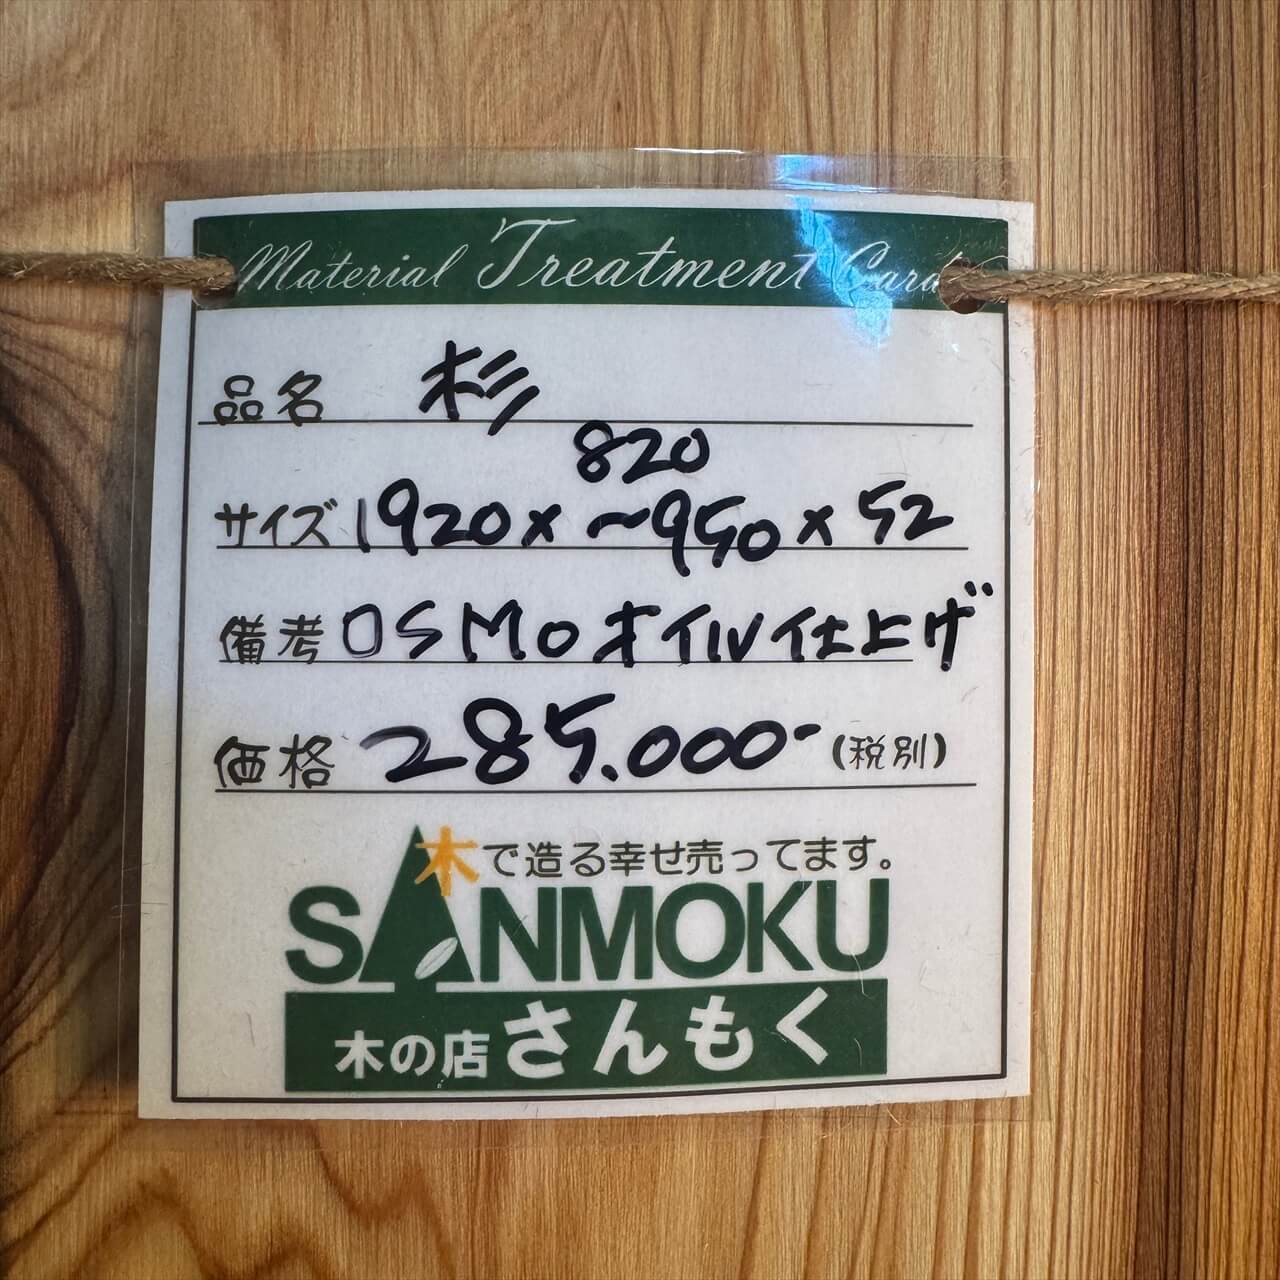 Material Treatment Card
品名 杉
820
サイズ 1920×～950×52
備考 OSMOオイル仕上げ
価格 285.000- (税別)
木で造る幸せ売ってます。
SANMOKU
木の店 さんもく